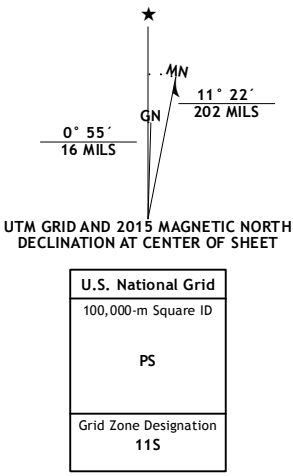 MN
GN
11° 22´
202 MILS
0° 55´
16 MILS
UTM GRID AND 2015 MAGNETIC NORTH
DECLINATION AT CENTER OF SHEET
U.S. National Grid
100,000-m Square ID
PS
Grid Zone Designation
11S